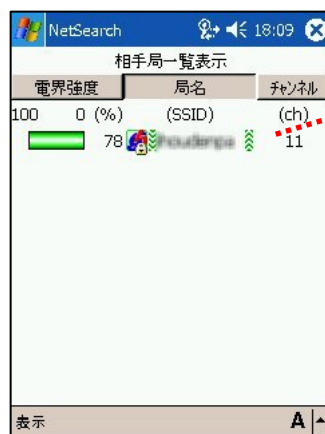 NetSearch 18:09
相手局一覧表示
電界強度 局名 チャンネル
100 0 (%) (SSID) (ch)
78 11
表示 A